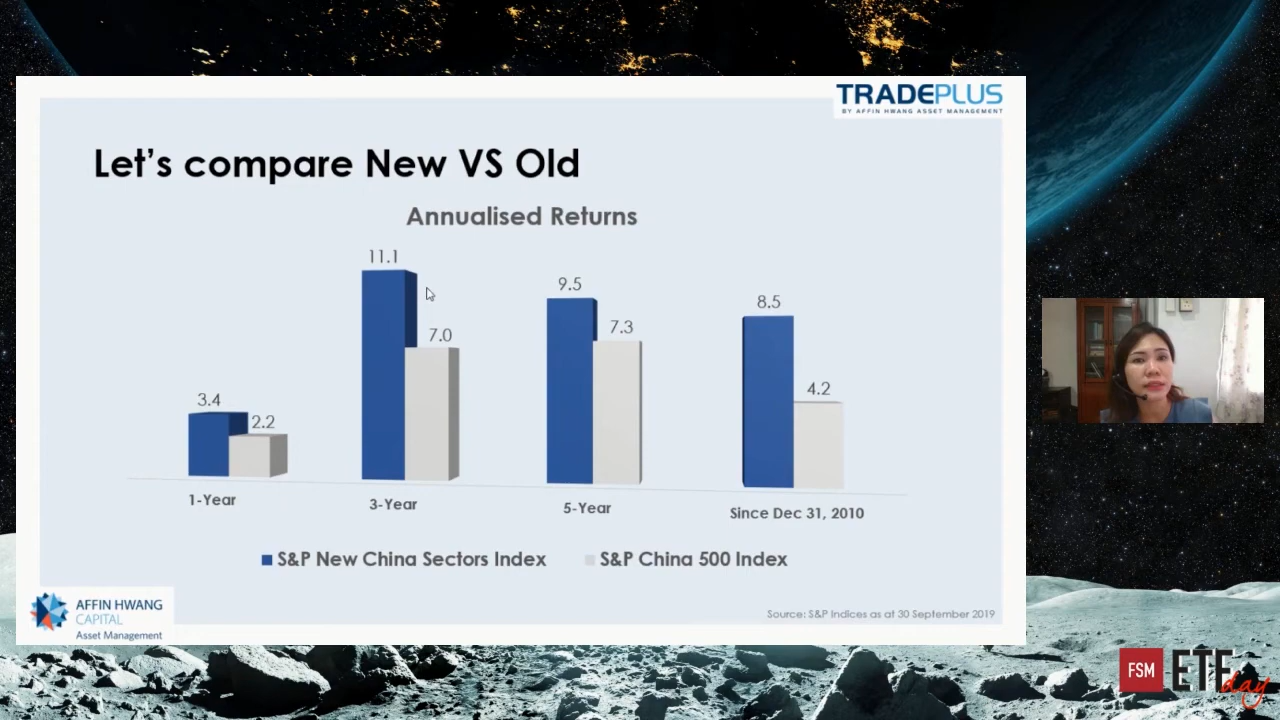 TRADEPLUS
BY AFFIN HWANG ASSET MANAGEMENT
Let's compare New VS Old
Annualised Returns
11.1
7.0
9.5
7.3
8.5
4.2
3.4
2.2
1-Year
3-Year
5-Year
Since Dec 31, 2010
S&P New China Sectors Index
S&P China 500 Index
AFFIN HWANG
CAPITAL
Asset Management
Source: S&P Indices as at 30 September 2019
FSM
ETF
day